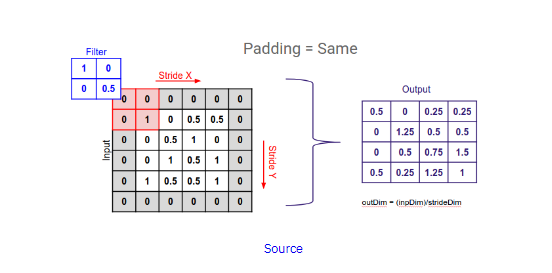 Padding = Same
Filter
1 0
0 0.5
Stride X
Input
0 0 0 0 0 0
0 1 0 0.5 0.5 0
0 0 0.5 1 0 0
0 0 1 0.5 1 0
0 1 0.5 0.5 1 0
0 0 0 0 0 0
Stride Y
Output
0.5 0 0.25 0.25
0 1.25 0.5 0.5
0 0.5 0.75 1.5
0.5 0.25 1.25 1
outDim = (inpDim)/strideDim
Source